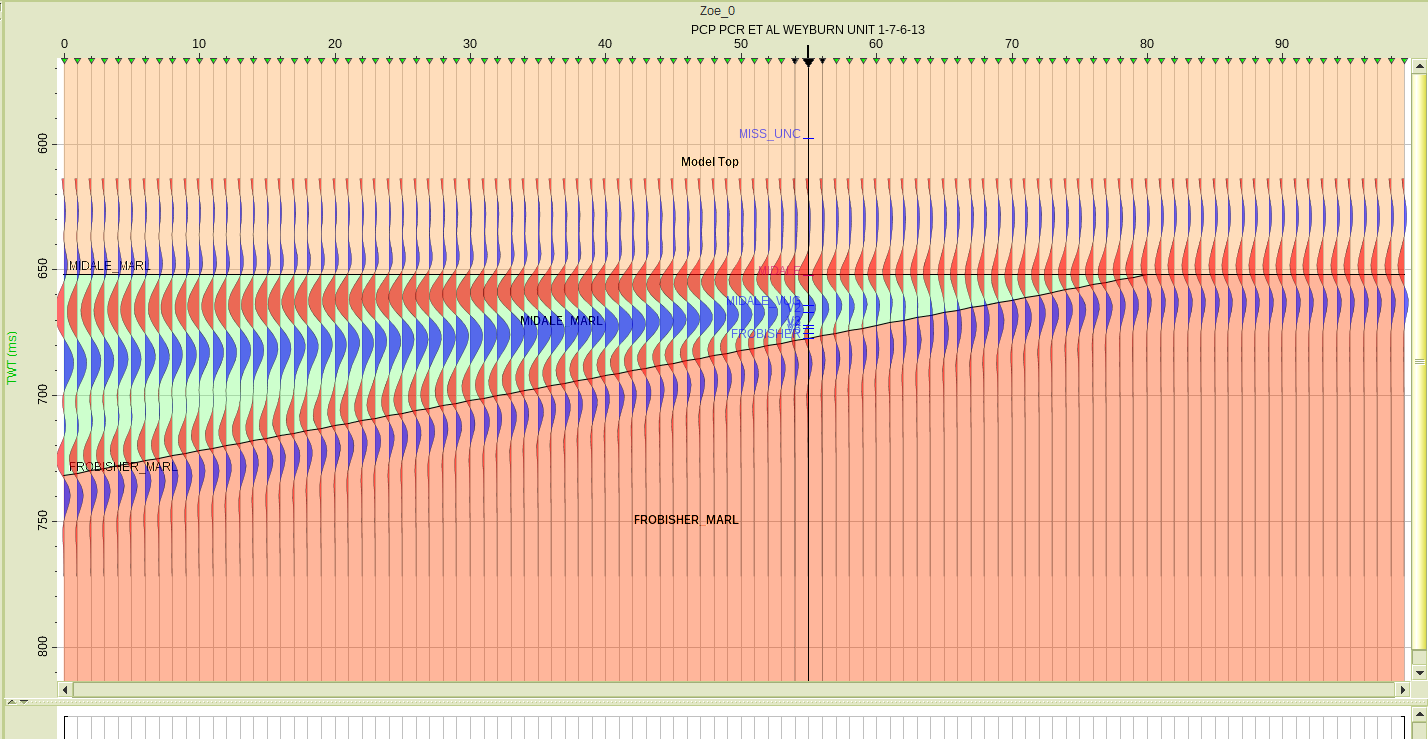 Zoe_0
PCP PCR ET AL WEYBURN UNIT 1-7-6-13
0 10 20 30 40 50 60 70 80 90
600
MISS_UNC
Model Top
650
MIDALE_MARL
MIDALE
MIDALE_VUG
MIDALE_MARL
FROBISHER
TWT (ms)
700
FROBISHER_MARL
750
FROBISHER_MARL
800